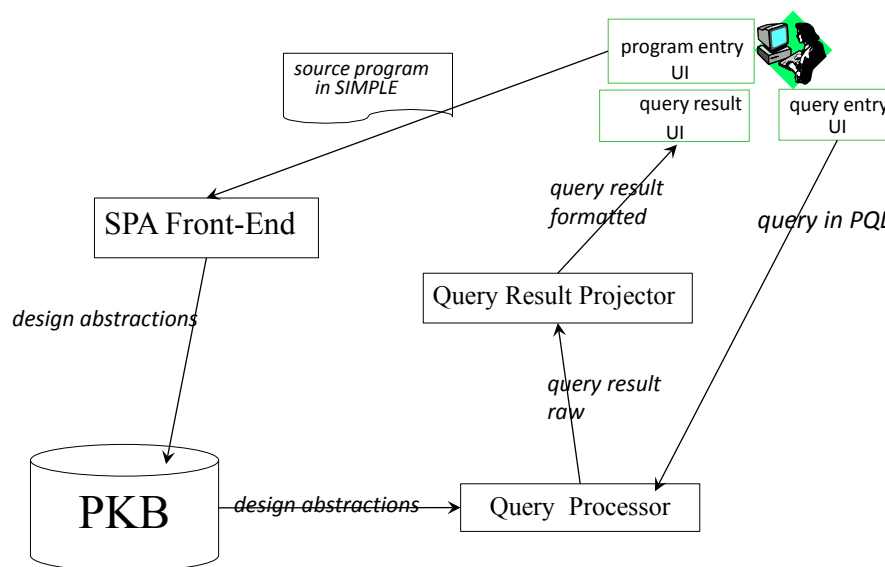 program entry
UI
source program
in SIMPLE
query result
UI
query entry
UI
query result
formatted
SPA Front-End
query in PQL
Query Result Projector
design abstractions
query result
raw
PKB
design abstractions
Query Processor